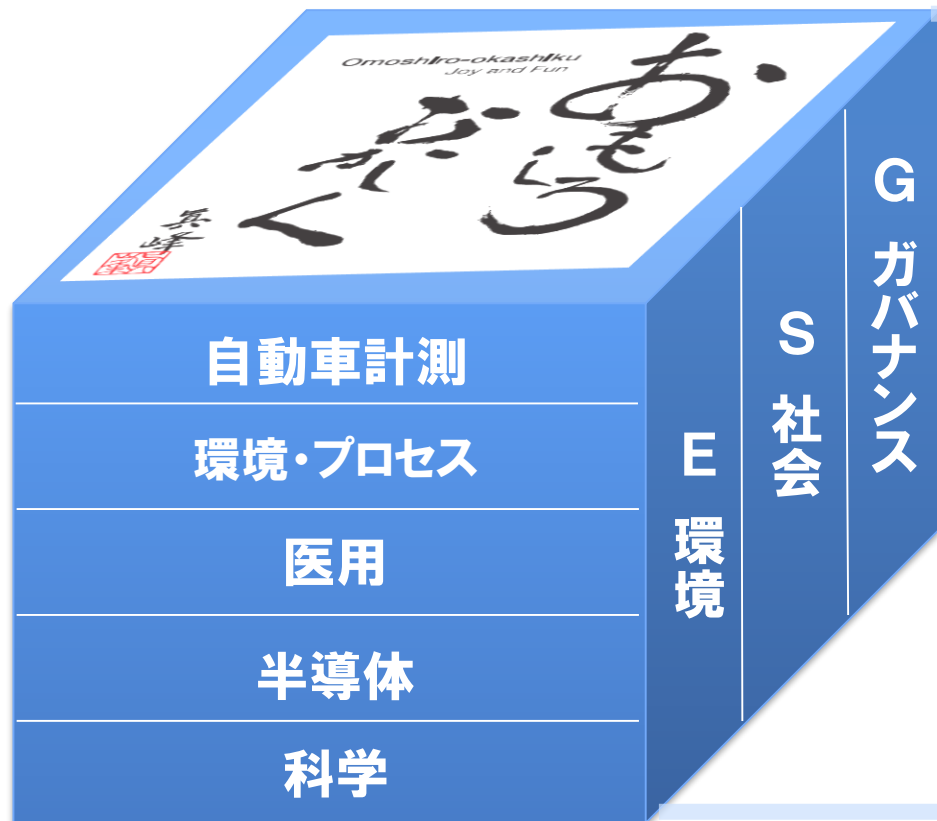 Omoshiro-okashiku
Joy and Fun
おもしろ
おかしく
自動車計測
環境・プロセス
医用
半導体
科学
E 環境
S 社会
G ガバナンス